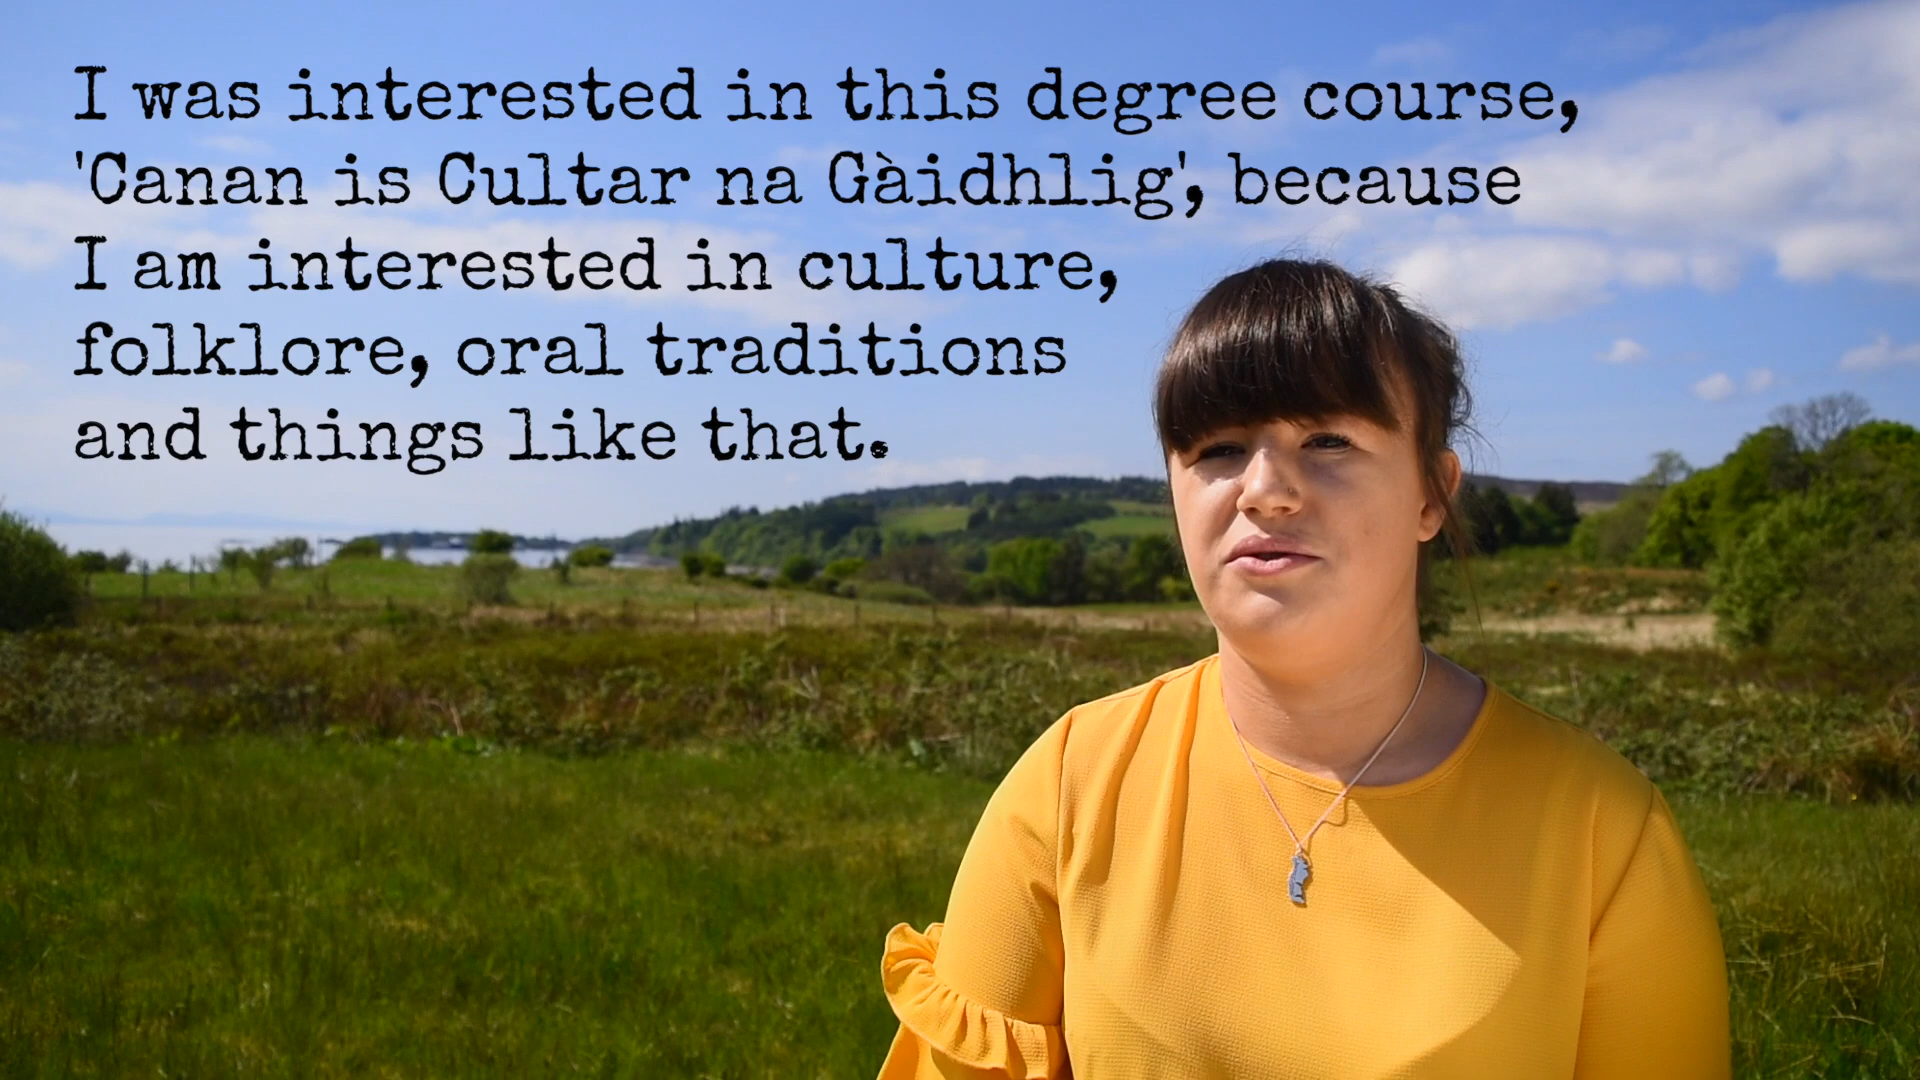 I was interested in this degree course,
'Canan is Cultar na Gàidhlig', because
I am interested in culture,
folklore, oral traditions
and things like that.